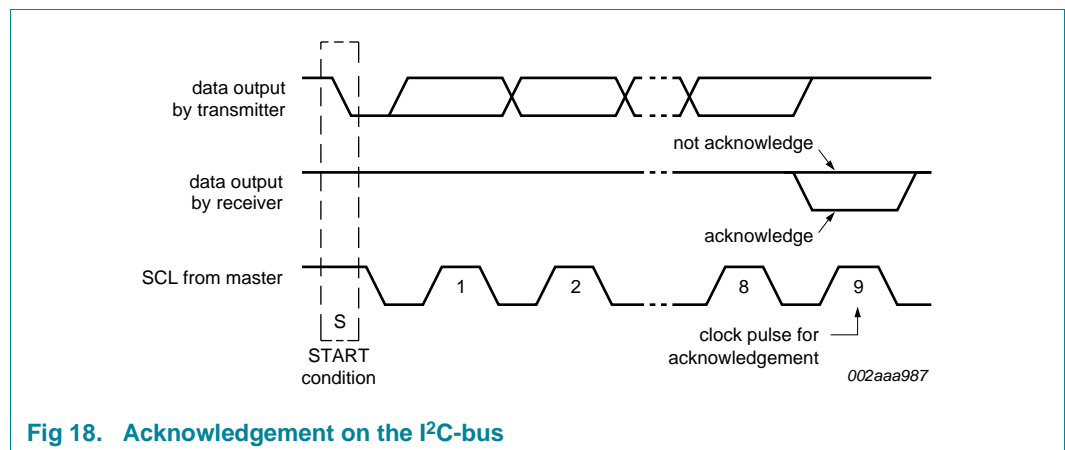 data output
by transmitter
not acknowledge
data output
by receiver
acknowledge
SCL from master
1
2
8
9
S
START
condition
clock pulse for
acknowledgement
002aaa987
Fig 18. Acknowledgement on the I²C-bus